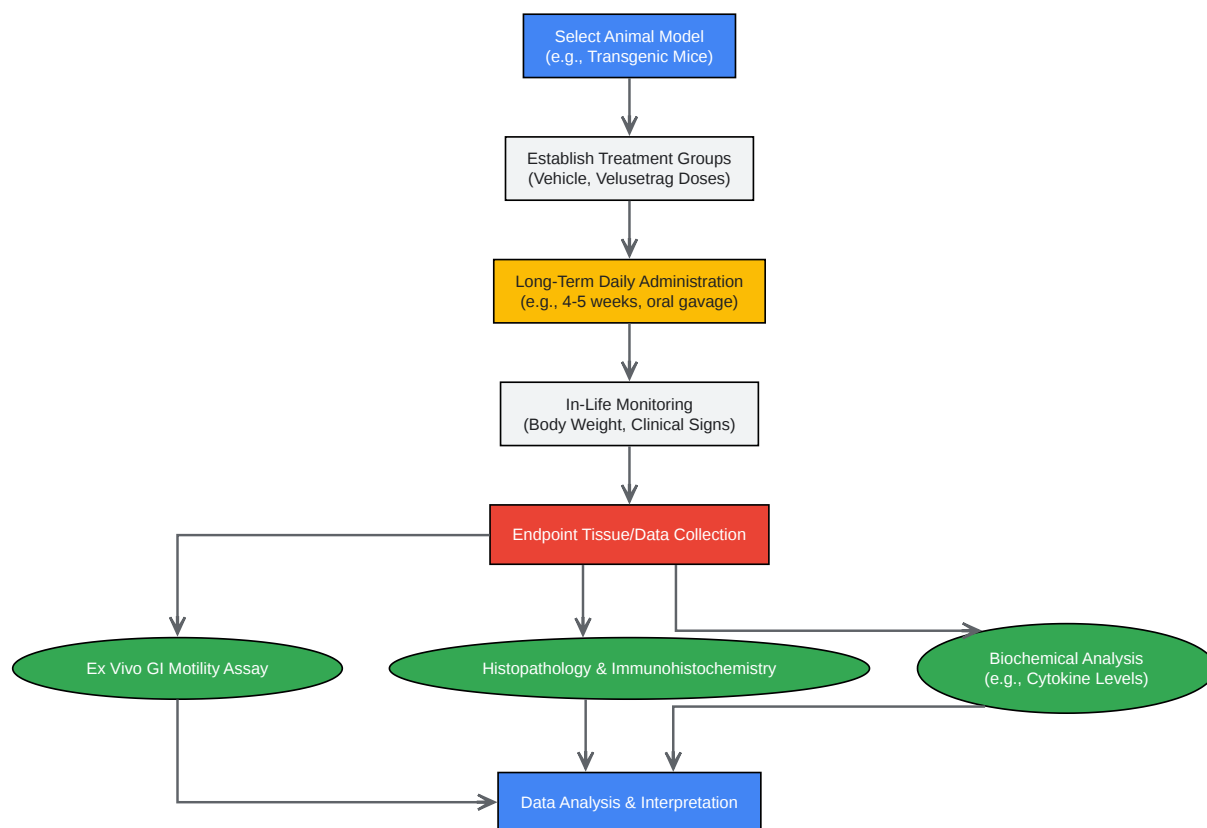 Select Animal Model
(e.g., Transgenic Mice)
Establish Treatment Groups
(Vehicle, Velusetrag Doses)
Long-Term Daily Administration
(e.g., 4-5 weeks, oral gavage)
In-Life Monitoring
(Body Weight, Clinical Signs)
Endpoint Tissue/Data Collection
Ex Vivo GI Motility Assay
Histopathology & Immunohistochemistry
Biochemical Analysis
(e.g., Cytokine Levels)
Data Analysis & Interpretation